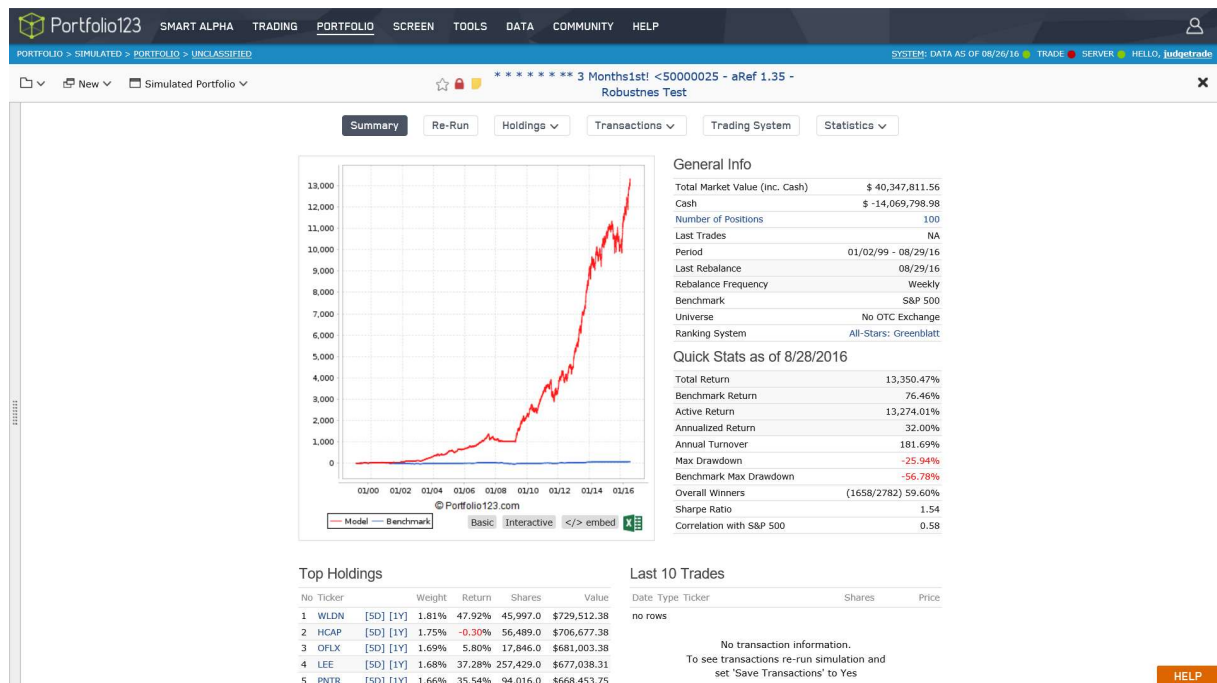 Portfolio123 SMART ALPHA TRADING PORTFOLIO SCREEN TOOLS DATA COMMUNITY HELP
PORTFOLIO > SIMULATED > PORTFOLIO > UNCLASSIFIED SYSTEM: DATA AS OF 08/26/16 TRADE SERVER HELLO, judgetrade
New Simulated Portfolio
* * * * * * ** 3 Months1st! <50000025 - aRef 1.35 -
Robustnes Test
Summary Re-Run Holdings Transactions Trading System Statistics
13,000
12,000
11,000
10,000
9,000
8,000
7,000
6,000
5,000
4,000
3,000
2,000
1,000
0
01/00 01/02 01/04 01/06 01/08 01/10 01/12 01/14 01/16
© Portfolio123.com
Model Benchmark Basic Interactive </> embed
General Info
Total Market Value (inc. Cash) $ 40,347,811.56
Cash $ -14,069,798.98
Number of Positions 100
Last Trades NA
Period 01/02/99 - 08/29/16
Last Rebalance 08/29/16
Rebalance Frequency Weekly
Benchmark S&P 500
Universe No OTC Exchange
Ranking System All-Stars: Greenblatt
Quick Stats as of 8/28/2016
Total Return 13,350.47%
Benchmark Return 76.46%
Active Return 13,274.01%
Annualized Return 32.00%
Annual Turnover 181.69%
Max Drawdown -25.94%
Benchmark Max Drawdown -56.78%
Overall Winners (1658/2782) 59.60%
Sharpe Ratio 1.54
Correlation with S&P 500 0.58
Top Holdings
No Ticker Weight Return Shares Value
1 WLDN [5D] [1Y] 1.81% 47.92% 45,997.0 $729,512.38
2 HCAP [5D] [1Y] 1.75% -0.30% 56,489.0 $706,677.38
3 OFLX [5D] [1Y] 1.69% 5.80% 17,846.0 $681,003.38
4 LEE [5D] [1Y] 1.68% 37.28% 257,429.0 $677,038.31
5 PNTR [5D] [1Y] 1.66% 35.54% 94,016.0 $668,453.75
Last 10 Trades
Date Type Ticker Shares Price
no rows
No transaction information.
To see transactions re-run simulation and
set 'Save Transactions' to Yes
HELP